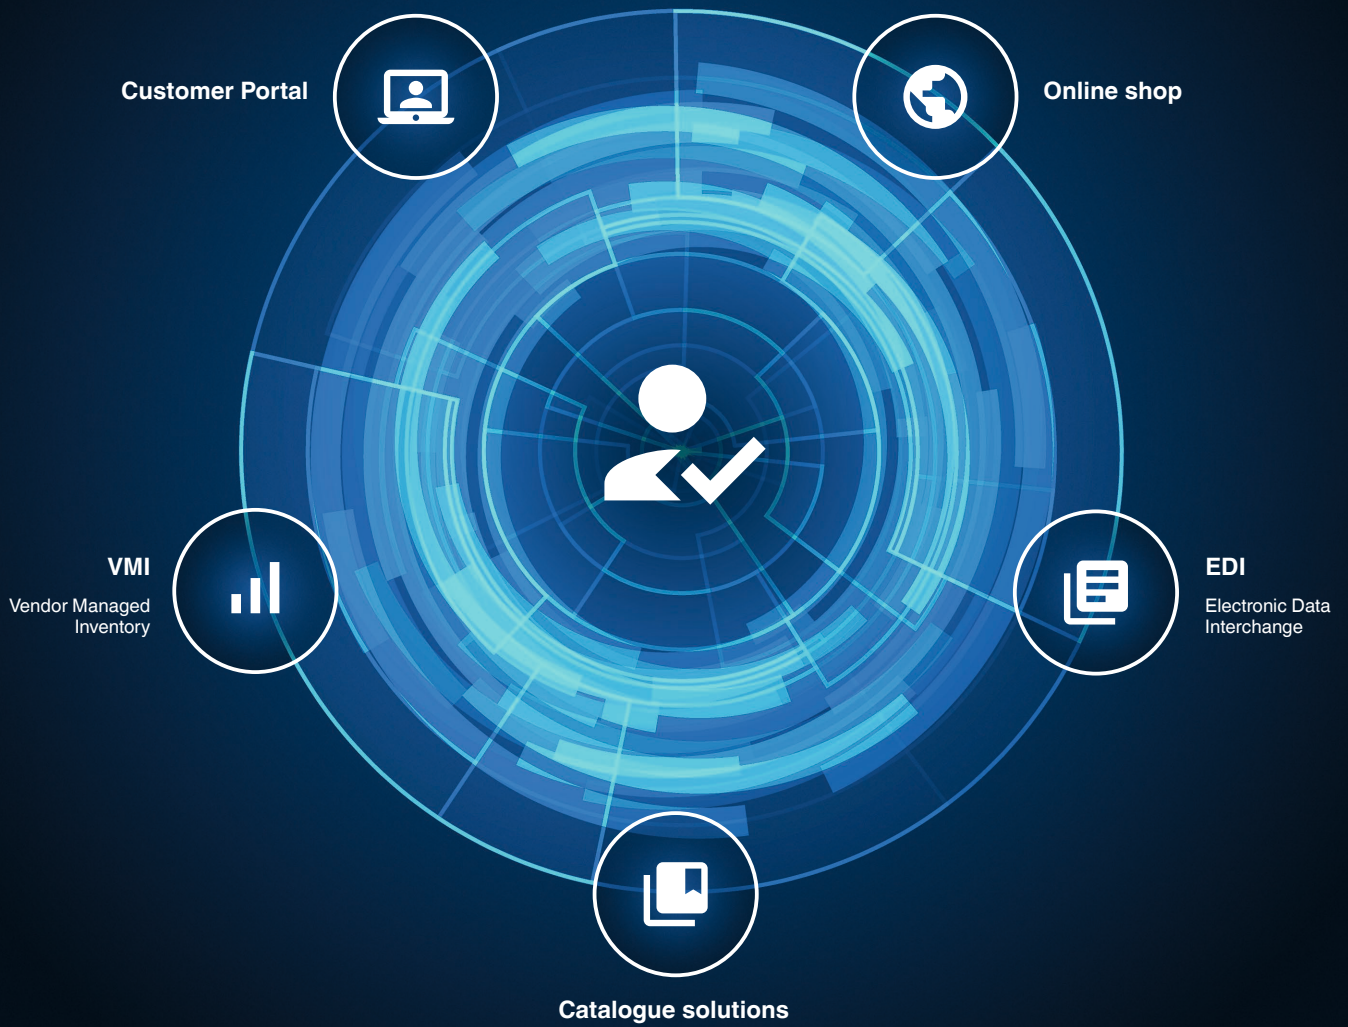 Customer Portal
Online shop
VMI
Vendor Managed
Inventory
EDI
Electronic Data
Interchange
Catalogue solutions